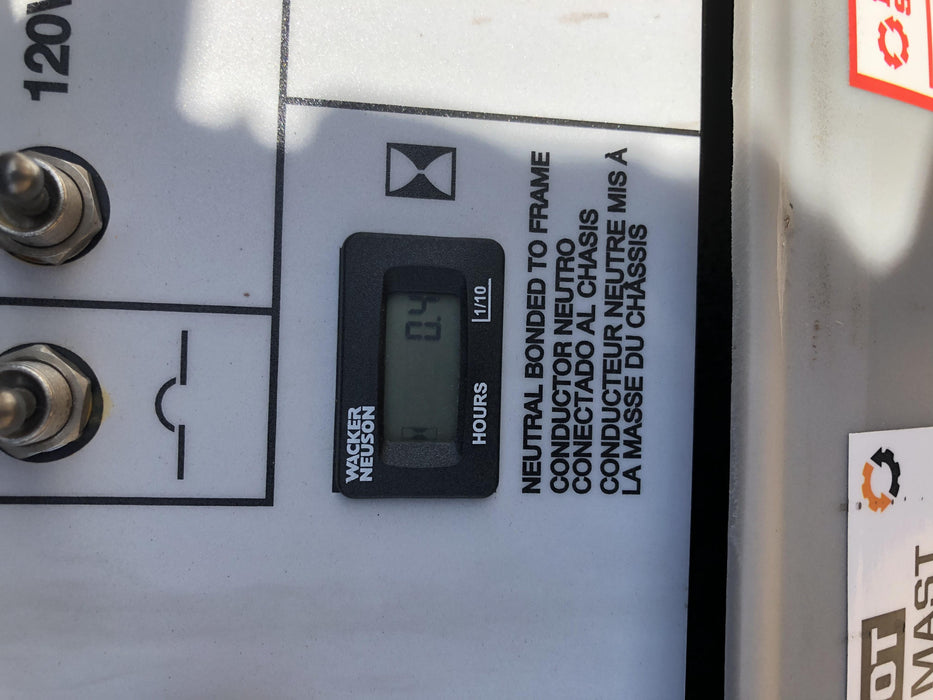 120V
WACKER
NEUSON
0.4
HOURS
1/10
NEUTRAL BONDED TO FRAME
CONDUCTOR NEUTRO
CONECTADO AL CHASIS
CONDUCTEUR NEUTRE MIS À
LA MASSE DU CHÂSSIS
OT
MAST